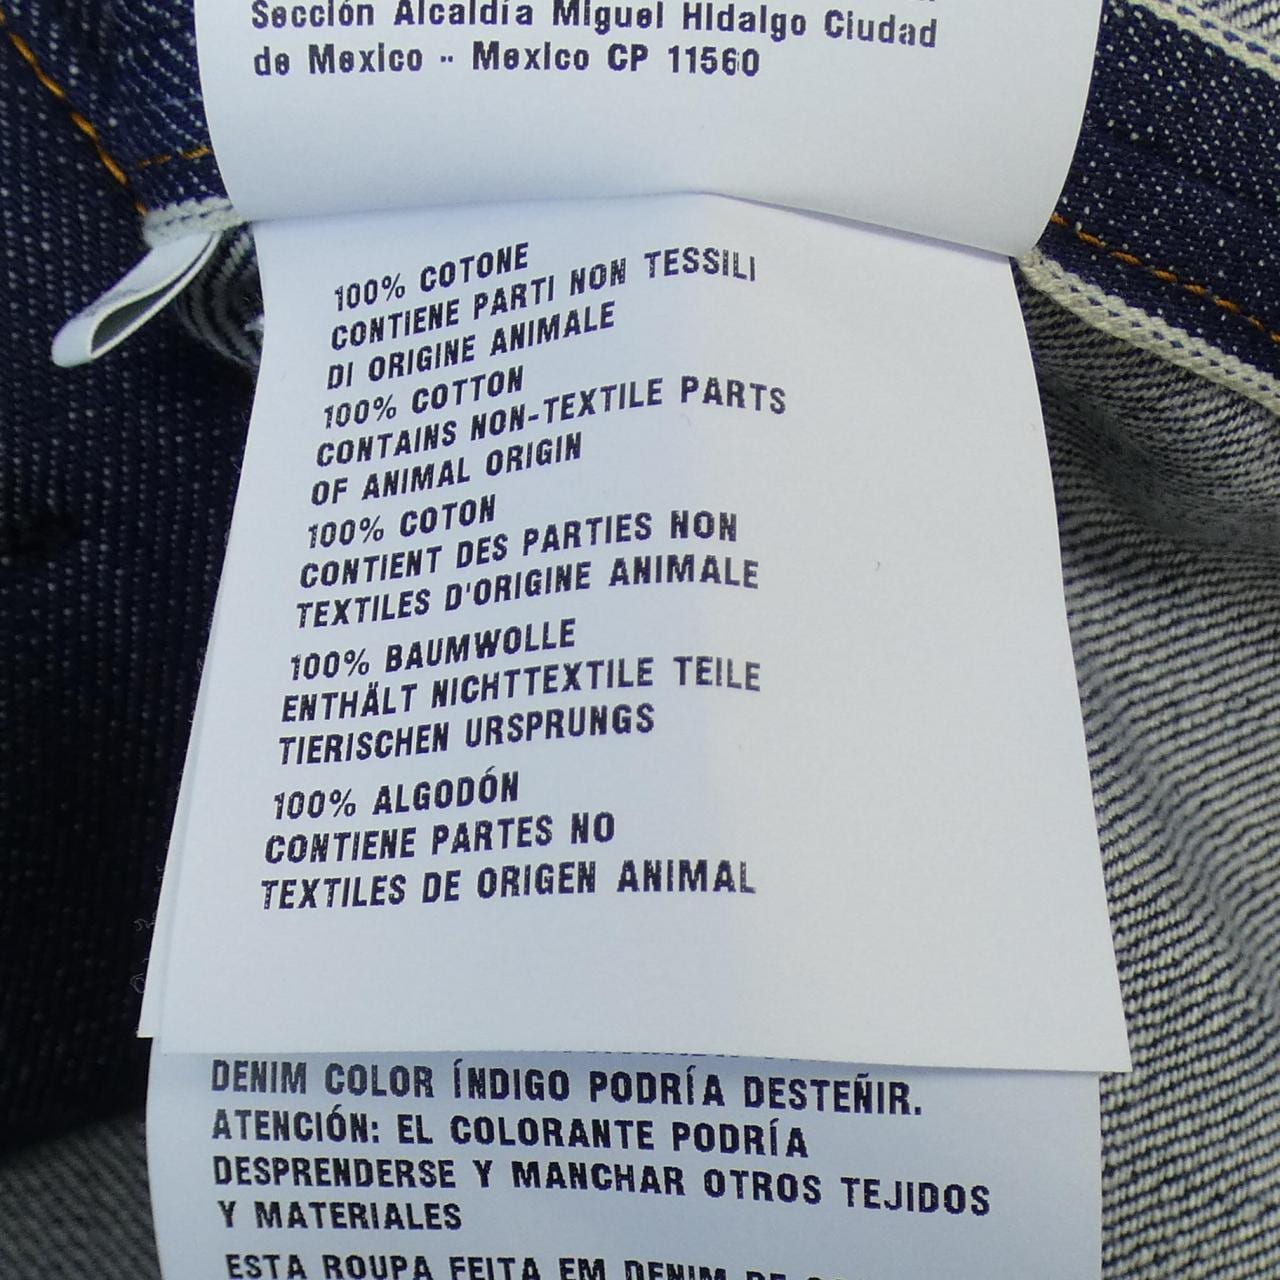 Sección Alcaldía Miguel Hidalgo Ciudad
de Mexico -- Mexico CP 11560
100% COTONE
CONTIENE PARTI NON TESSILI
DI ORIGINE ANIMALE
100% COTTON
CONTAINS NON-TEXTILE PARTS
OF ANIMAL ORIGIN
100% COTON
CONTIENT DES PARTIES NON
TEXTILES D'ORIGINE ANIMALE
100% BAUMWOLLE
ENTHÄLT NICHTTEXTILE TEILE
TIERISCHEN URSPRUNGS
100% ALGODÓN
CONTIENE PARTES NO
TEXTILES DE ORIGEN ANIMAL
DENIM COLOR ÍNDIGO PODRÍA DESTEÑIR.
ATENCIÓN: EL COLORANTE PODRÍA
DESPRENDERSE Y MANCHAR OTROS TEJIDOS
Y MATERIALES
ESTA ROUPA FEITA EM DENIM DE